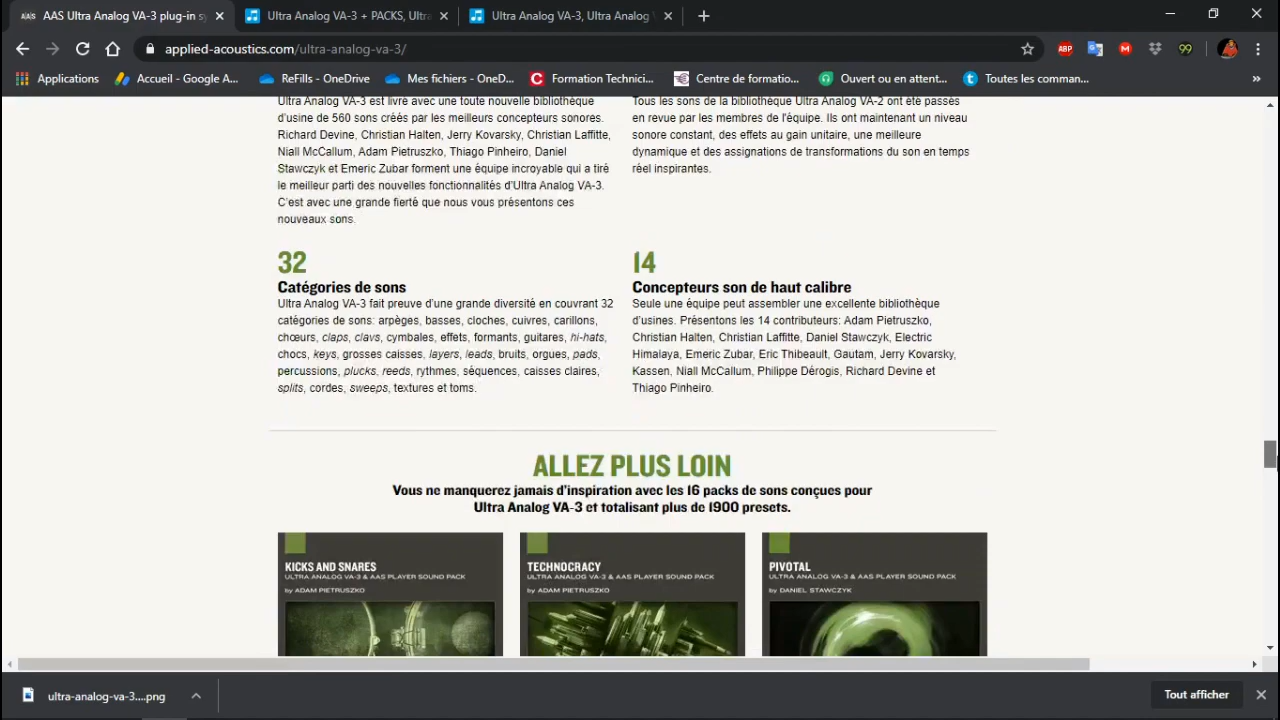 AAS Ultra Analog VA-3 plug-in sy
Ultra Analog VA-3 + PACKS, Ultra
Ultra Analog VA-3, Ultra Analog
applied-acoustics.com/ultra-analog-va-3/
ABP
99
Applications
Accueil - Google A...
ReFills - OneDrive
Mes fichiers - OneD...
Formation Technici...
Centre de formatio...
Ouvert ou en attent...
Toutes les comman...
Ultra Analog VA-3 est livré avec une toute nouvelle bibliothèque
d'usine de 560 sons créés par les meilleurs concepteurs sonores.
Richard Devine, Christian Halten, Jerry Kovarsky, Christian Laffitte,
Niall McCallum, Adam Pietruszko, Thiago Pinheiro, Daniel
Stawczyk et Emeric Zubar forment une équipe incroyable qui a tiré
le meilleur parti des nouvelles fonctionnalités d'Ultra Analog VA-3.
C'est avec une grande fierté que nous vous présentons ces
nouveaux sons.
Tous les sons de la bibliothèque Ultra Analog VA-2 ont été passés
en revue par les membres de l'équipe. Ils ont maintenant un niveau
sonore constant, des effets au gain unitaire, une meilleure
dynamique et des assignations de transformations du son en temps
réel inspirantes.
32
Catégories de sons
Ultra Analog VA-3 fait preuve d'une grande diversité en couvrant 32
catégories de sons: arpèges, basses, cloches, cuivres, carillons,
chœurs, claps, clavs, cymbales, effets, formants, guitares, hi-hats,
chocs, keys, grosses caisses, layers, leads, bruits, orgues, pads,
percussions, plucks, reeds, rythmes, séquences, caisses claires,
splits, cordes, sweeps, textures et toms.
14
Concepteurs son de haut calibre
Seule une équipe peut assembler une excellente bibliothèque
d'usines. Présentons les 14 contributeurs: Adam Pietruszko,
Christian Halten, Christian Laffitte, Daniel Stawczyk, Electric
Himalaya, Emeric Zubar, Eric Thibeault, Gautam, Jerry Kovarsky,
Kassen, Niall McCallum, Philippe Dérogis, Richard Devine et
Thiago Pinheiro.
ALLEZ PLUS LOIN
Vous ne manquerez jamais d'inspiration avec les 16 packs de sons conçues pour
Ultra Analog VA-3 et totalisant plus de 1900 presets.
KICKS AND SNARES
ULTRA ANALOG VA-3 & AAS PLAYER SOUND PACK
by ADAM PIETRUSZKO
TECHNOCRACY
ULTRA ANALOG VA-3 & AAS PLAYER SOUND PACK
by ADAM PIETRUSZKO
PIVOTAL
ULTRA ANALOG VA-3 & AAS PLAYER SOUND PACK
by DANIEL STAWCZYK
ultra-analog-va-3....png
Tout afficher